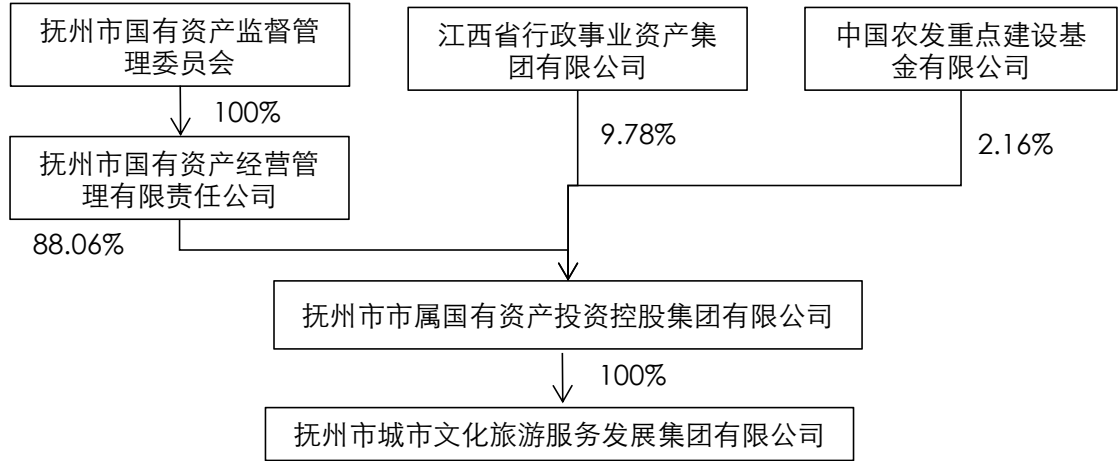 抚州市国有资产监督管
理委员会
江西省行政事业资产集
团有限公司
中国农发重点建设基
金有限公司
100%
9.78%
2.16%
抚州市国有资产经营管
理有限责任公司
88.06%
抚州市市属国有资产投资控股集团有限公司
100%
抚州市城市文化旅游服务发展集团有限公司